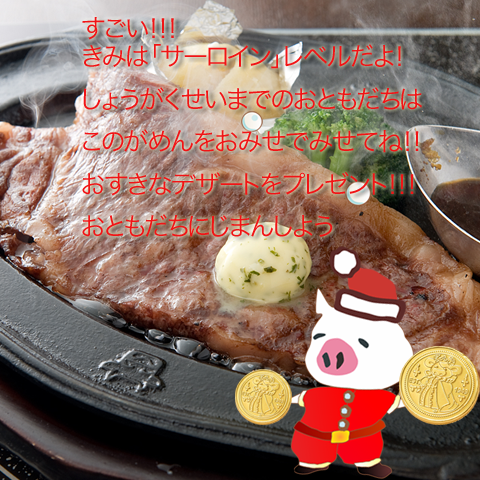 すごい!!!
きみは「サーロイン」レベルだよ!
しょうがくせいまでのおともだちは
このがめんをおみせでみせてね!!
おすきなデザートをプレゼント!!!
おともだちにじまんしよう